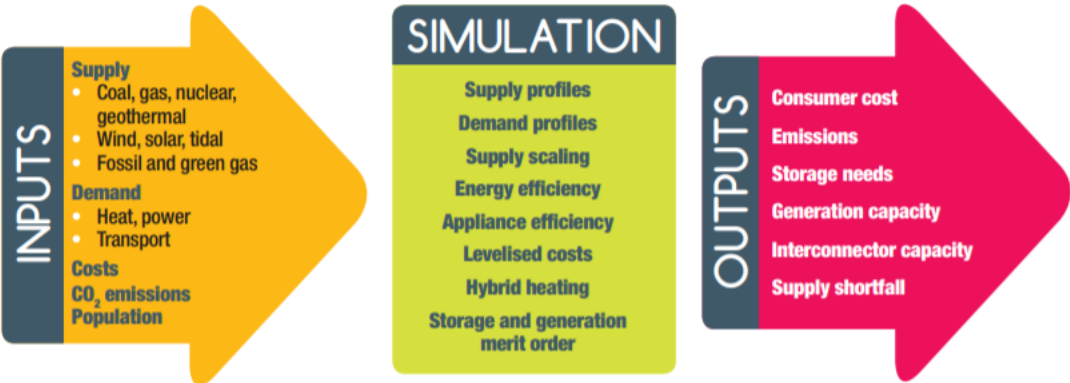 INPUTS
Supply
• Coal, gas, nuclear,
geothermal
• Wind, solar, tidal
• Fossil and green gas
Demand
• Heat, power
• Transport
Costs
CO₂ emissions
Population
SIMULATION
Supply profiles
Demand profiles
Supply scaling
Energy efficiency
Appliance efficiency
Levelised costs
Hybrid heating
Storage and generation
merit order
OUTPUTS
Consumer cost
Emissions
Storage needs
Generation capacity
Interconnector capacity
Supply shortfall